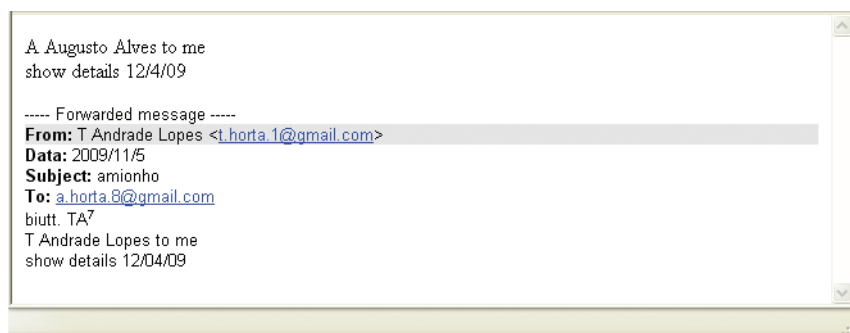 A Augusto Alves to me
show details 12/4/09
----- Forwarded message -----
From: T Andrade Lopes <t.horta.1@gmail.com>
Data: 2009/11/5
Subject: amionho
To: a.horta.8@gmail.com
biutt. TA⁷
T Andrade Lopes to me
show details 12/04/09